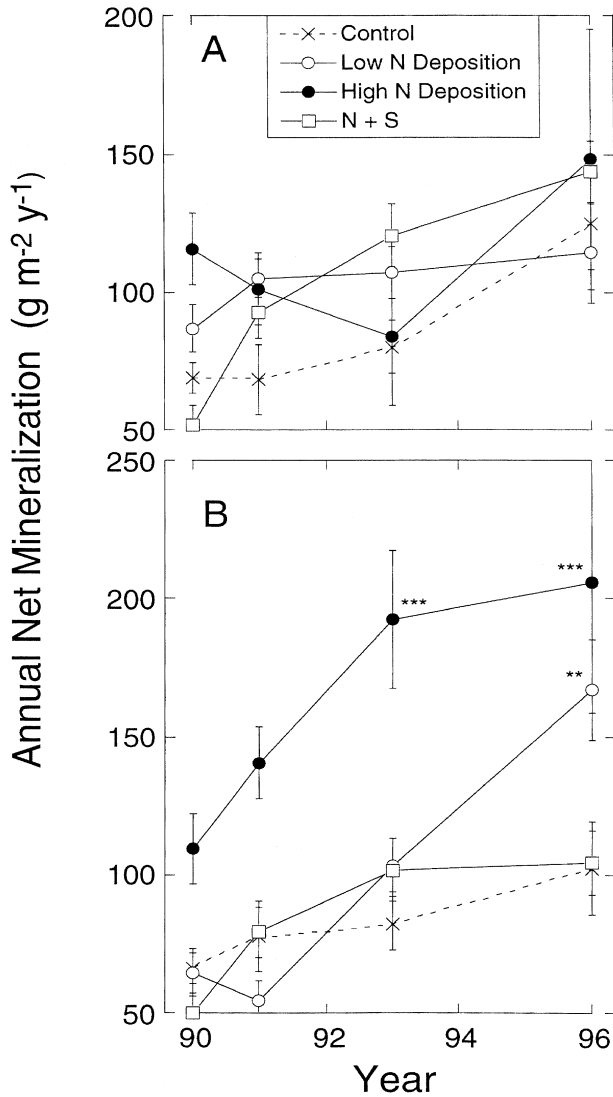 Annual Net Mineralization (g m-2 y-1)
A
Control
Low N Deposition
High N Deposition
N + S
200
150
100
50
B
***
***
**
250
200
150
100
50
90
92
94
96
Year